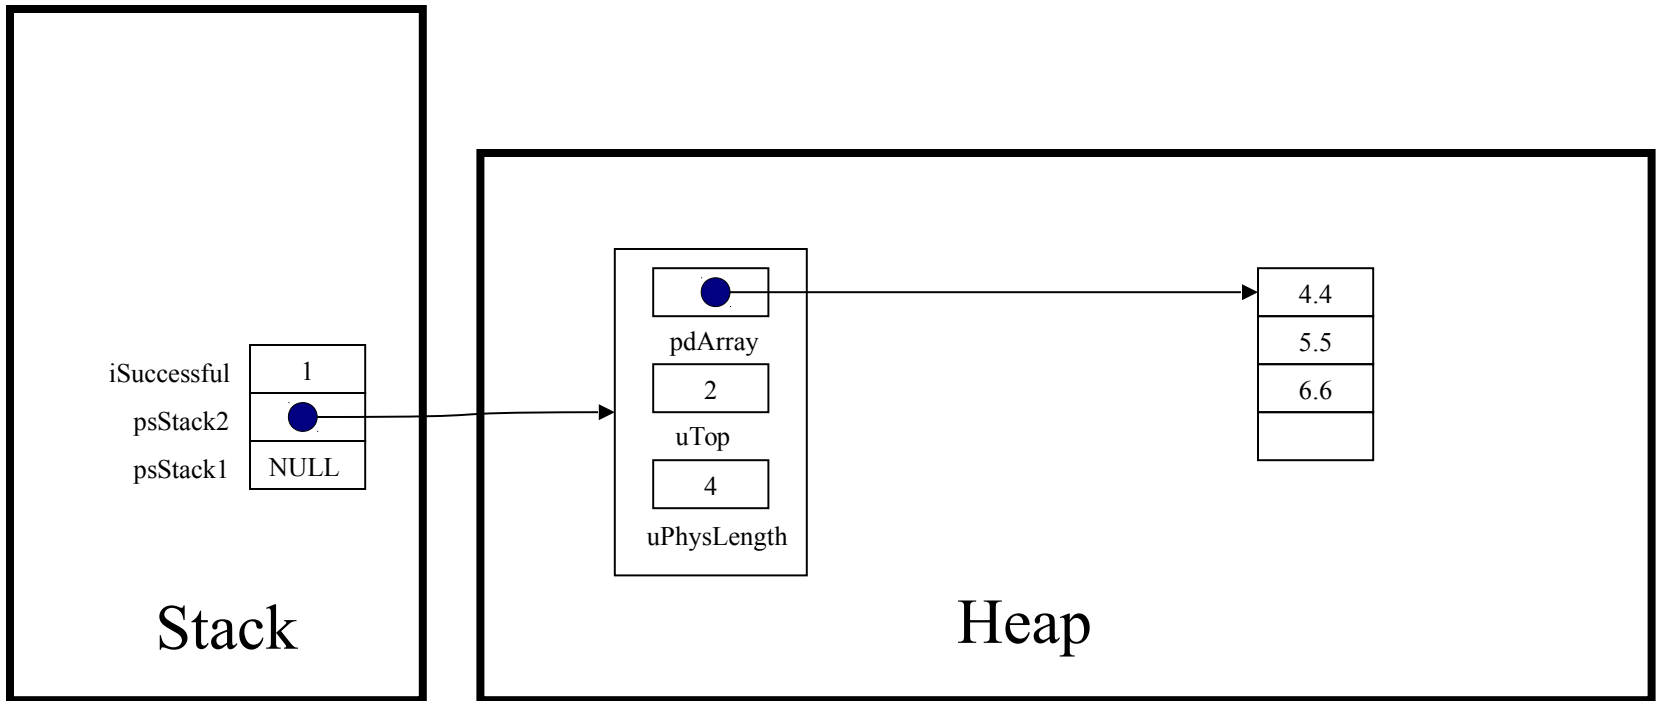 iSuccessful 1
psStack2
psStack1 NULL
Stack
pdArray
2
uTop
4
uPhysLength
4.4
5.5
6.6
Heap